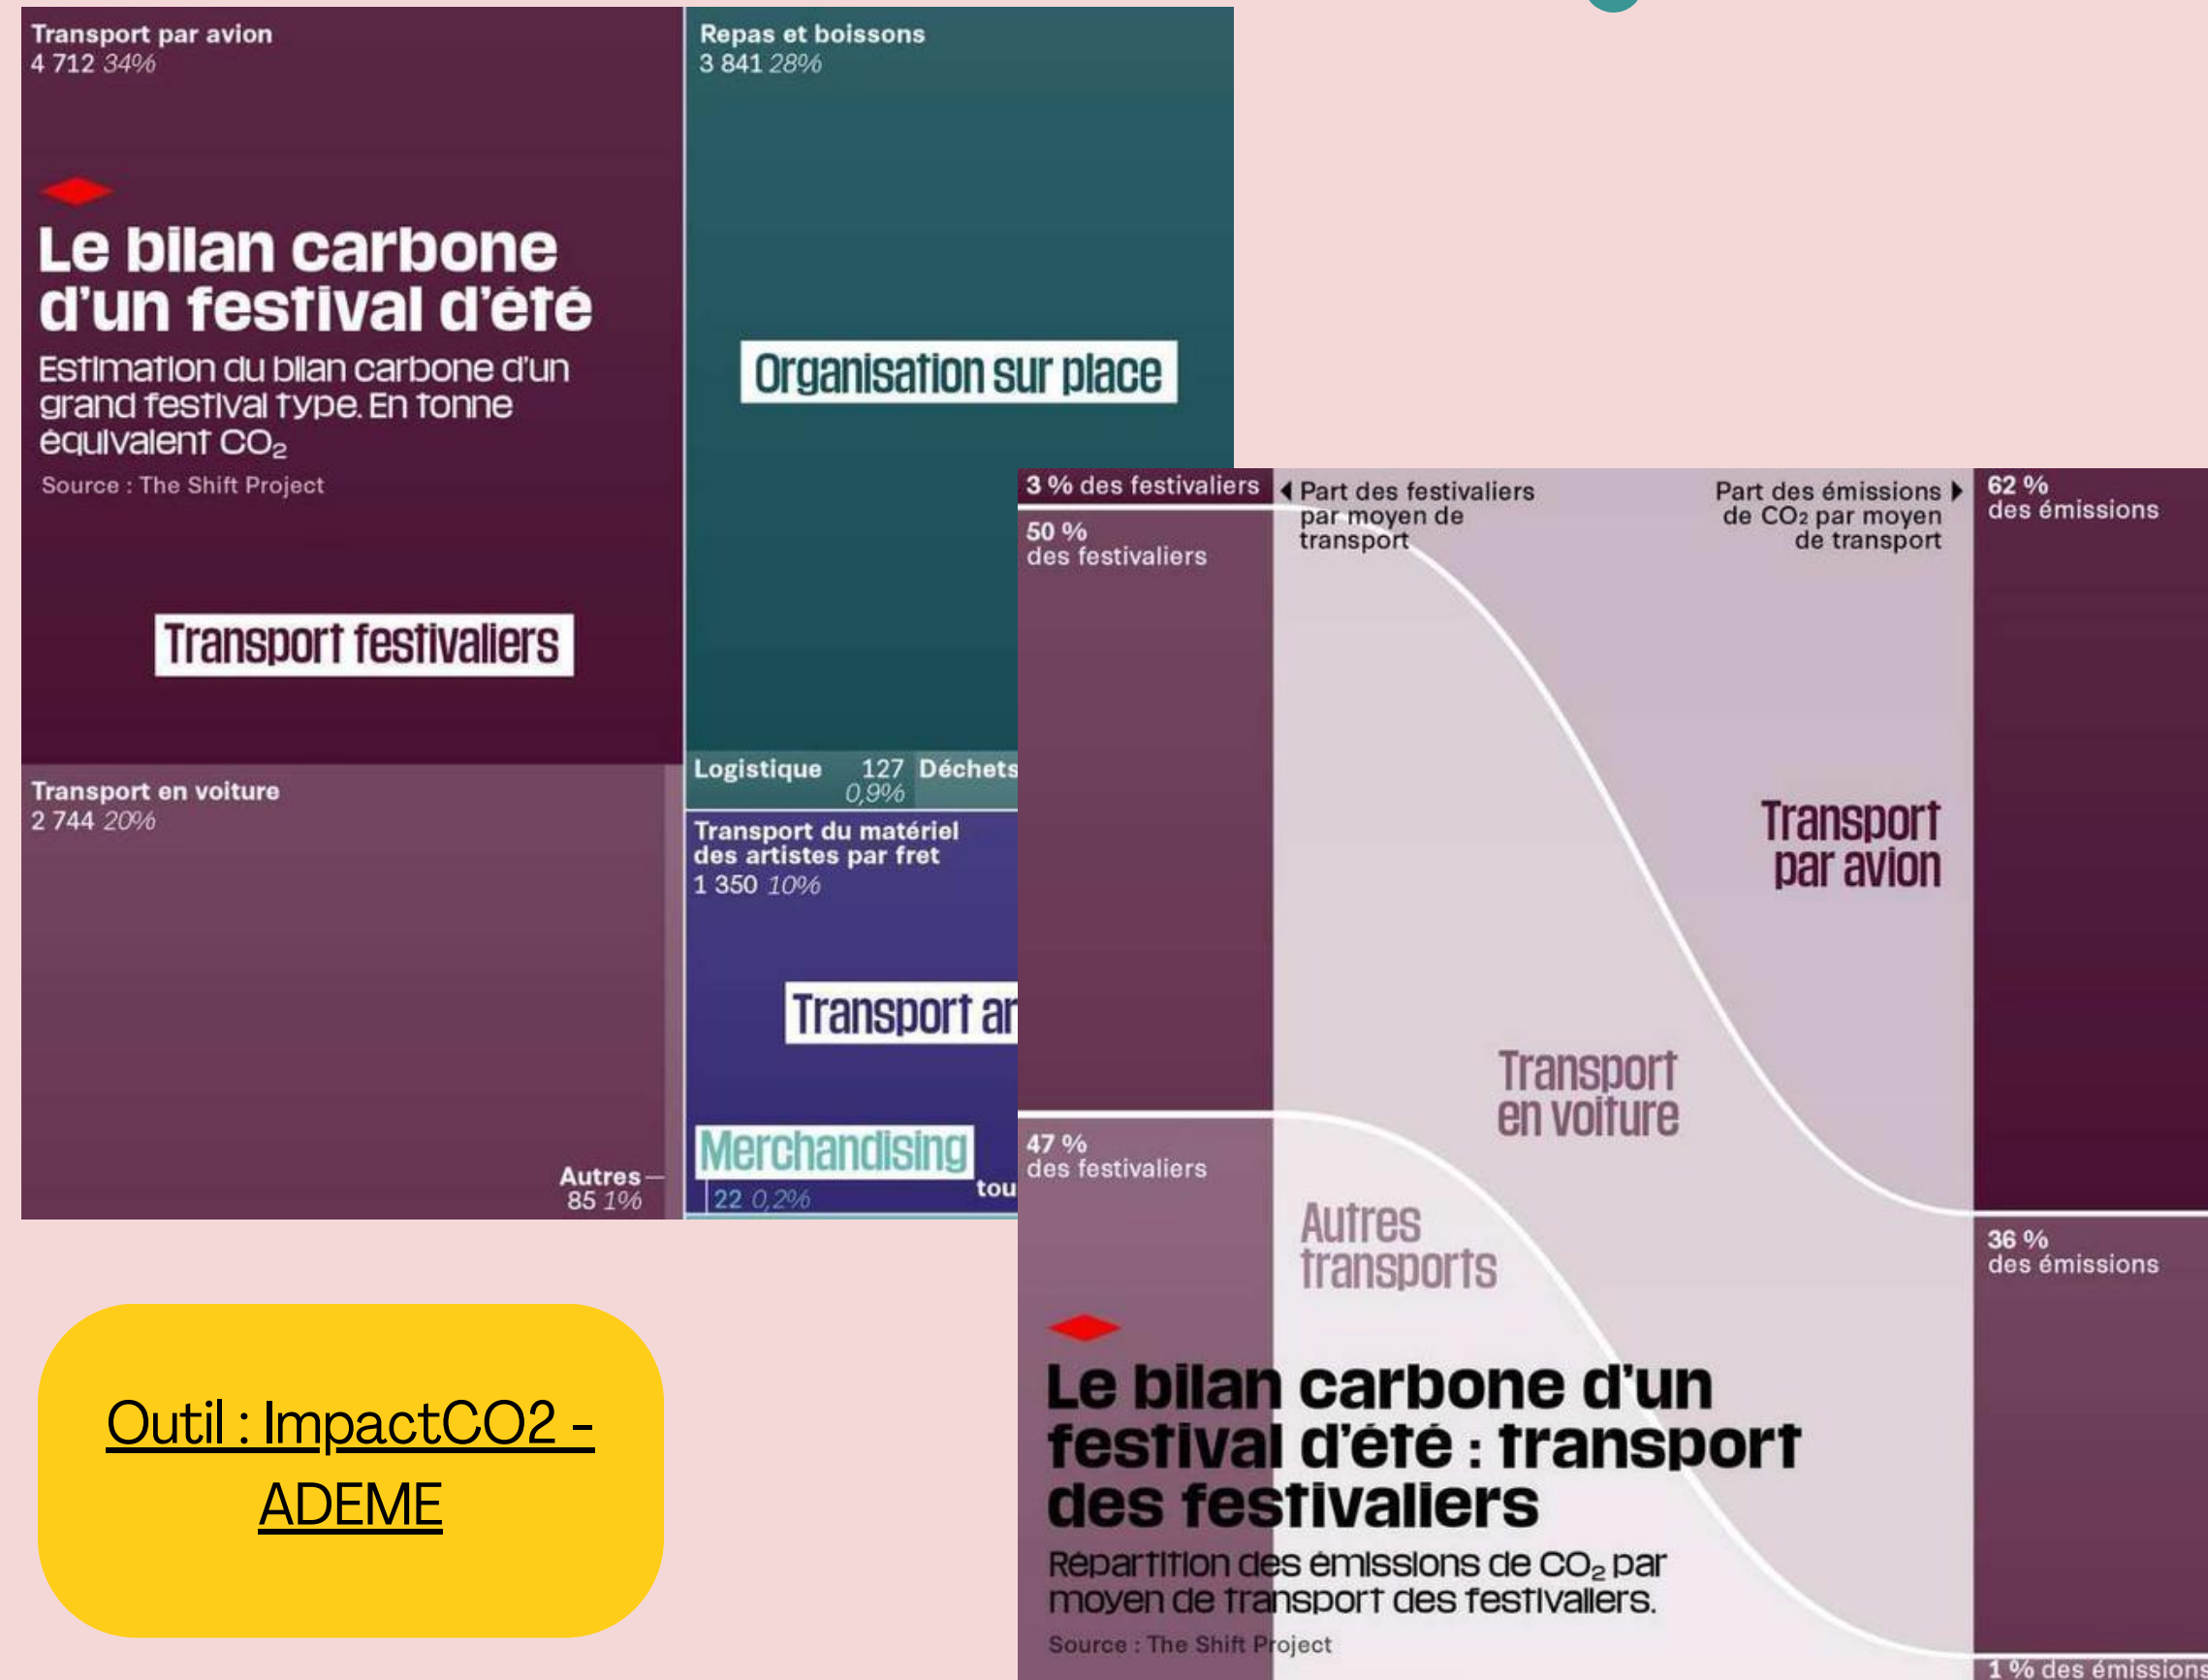 Transport par avion
4 712 34%
Le bilan carbone
d'un festival d'été
Estimation du bilan carbone d'un
grand festival type. En tonne
équivalent CO₂
Source : The Shift Project
Transport festivaliers
Transport en voiture
2 744 20%
Autres
85 1%
Repas et boissons
3 841 28%
Organisation sur place
Logistique 127
0,9%
Déchets
Transport du matériel
des artistes par fret
1 350 10%
Transport ar
Merchandising
22 0,2%
tou
3 % des festivaliers
50 %
des festivaliers
47 %
des festivaliers
Part des festivaliers
par moyen de
transport
Part des émissions
de CO₂ par moyen
de transport
62 %
des émissions
Transport
par avion
Transport
en voiture
Autres
transports
36 %
des émissions
1 % des émissions
Le bilan carbone d'un
festival d'été : transport
des festivaliers
Répartition des émissions de CO₂ par
moyen de transport des festivaliers.
Source : The Shift Project
Outil : ImpactCO2 -
ADEME